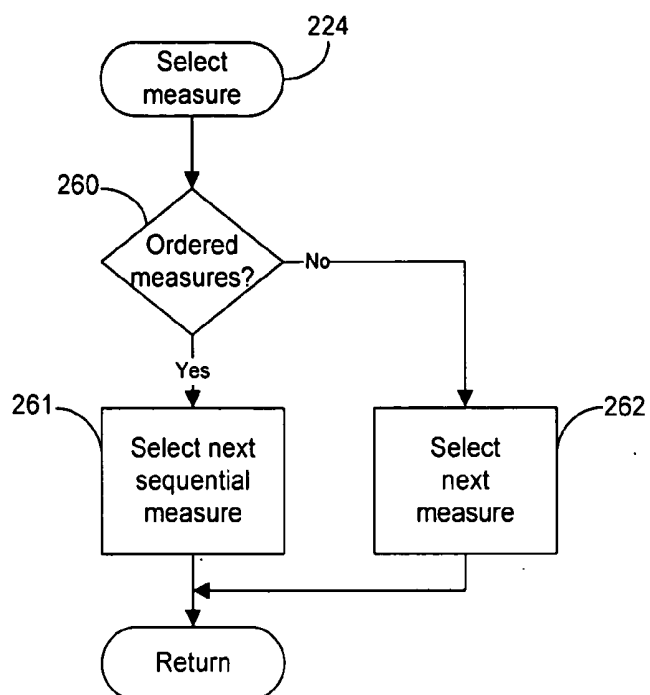 224
Select
measure
260
Ordered
measures?
No
Yes
261
262
Select next
sequential
measure
Select
next
measure
Return